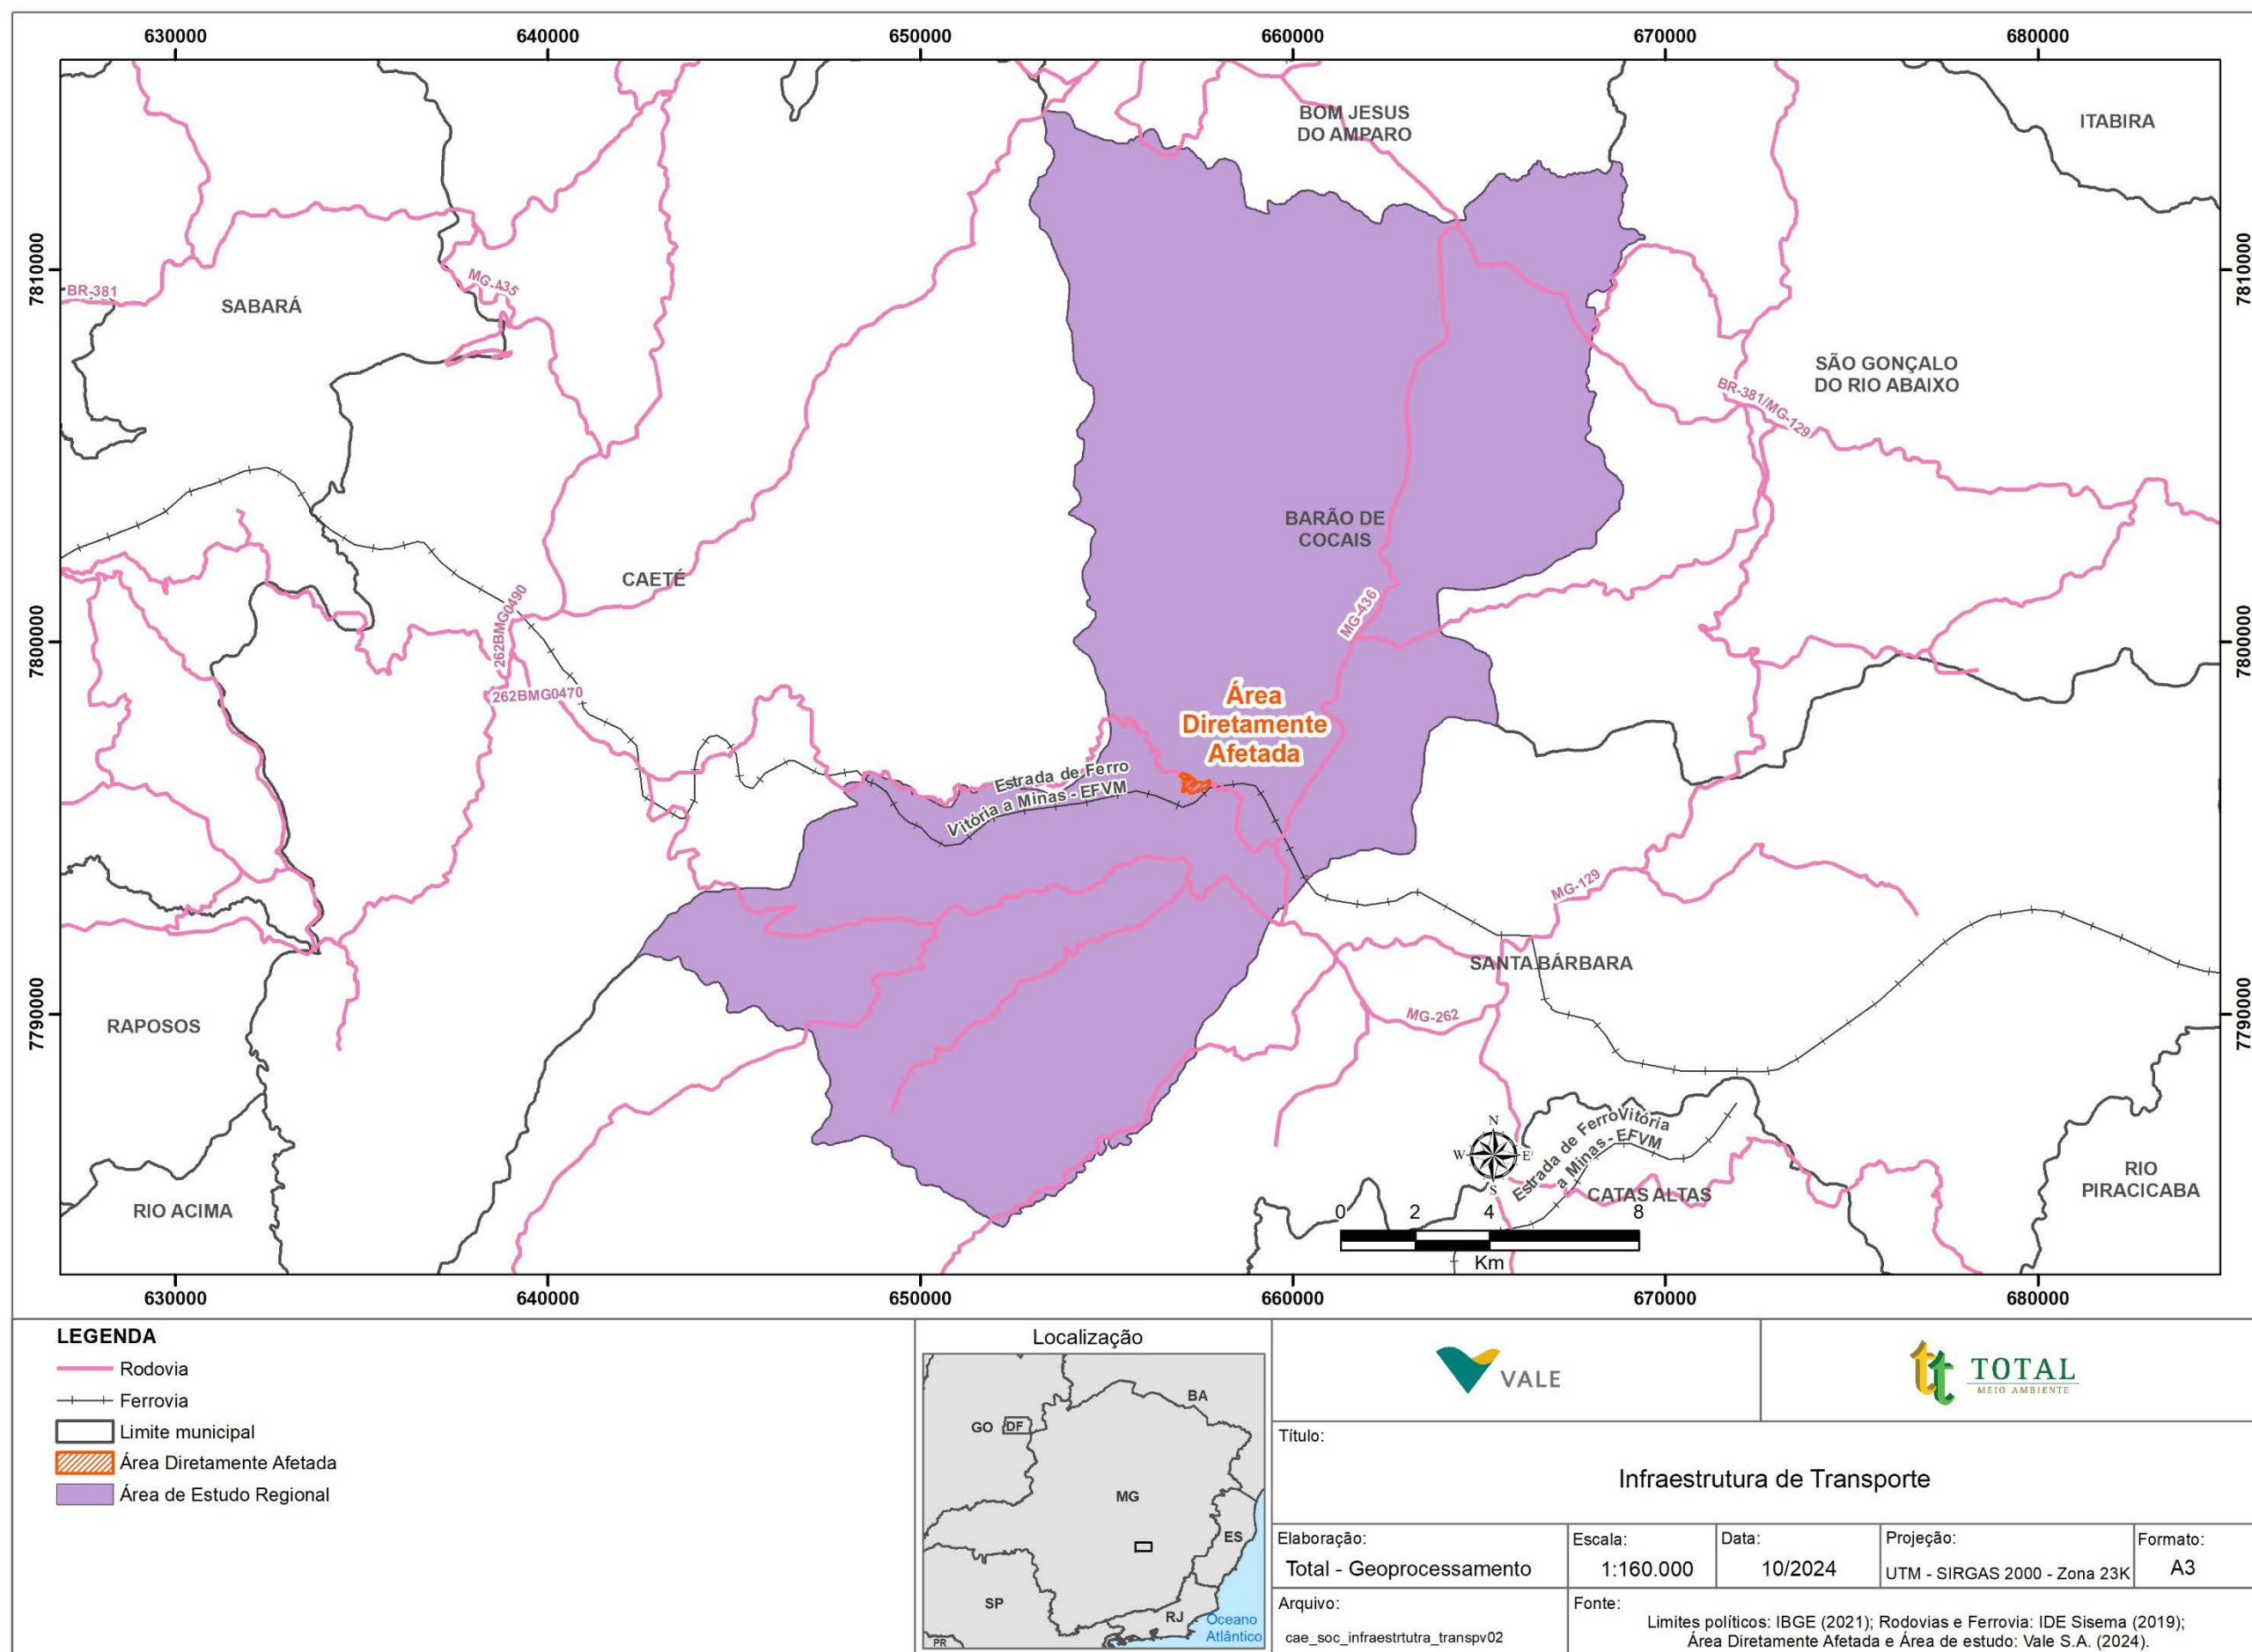 630000
640000
650000
660000
670000
680000
7810000
7800000
7790000
7810000
7800000
7790000
BOM JESUS
DO AMPARO
ITABIRA
BR-381
MG-435
SABARÁ
SÃO GONÇALO
DO RIO ABAIXO
BR-381/MG-129
BARÃO DE
COCAIS
CAETÉ
262BMG0490
MG-436
262BMG0470
Área
Diretamente
Afetada
Estrada de Ferro
Vitória a Minas - EFVM
MG-129
SANTA BÁRBARA
MG-262
RAPOSOS
RIO ACIMA
Estrada de Ferro Vitória
a Minas - EFVM
CATAS ALTAS
RIO
PIRACICABA
N
W
E
S
0
2
4
8
Km
630000
640000
650000
660000
670000
680000
LEGENDA
Rodovia
Ferrovia
Limite municipal
Área Diretamente Afetada
Área de Estudo Regional
Localização
BA
GO
DF
MG
ES
SP
RJ
PR
Oceano
Atlântico
VALE
tt
TOTAL
MEIO AMBIENTE
Título:
Infraestrutura de Transporte
Elaboração:
Total - Geoprocessamento
Escala:
1:160.000
Data:
10/2024
Projeção:
UTM - SIRGAS 2000 - Zona 23K
Formato:
A3
Arquivo:
cae_soc_infraestrtutra_transpv02
Fonte:
Limites políticos: IBGE (2021); Rodovias e Ferrovia: IDE Sisema (2019);
Área Diretamente Afetada e Área de estudo: Vale S.A. (2024).